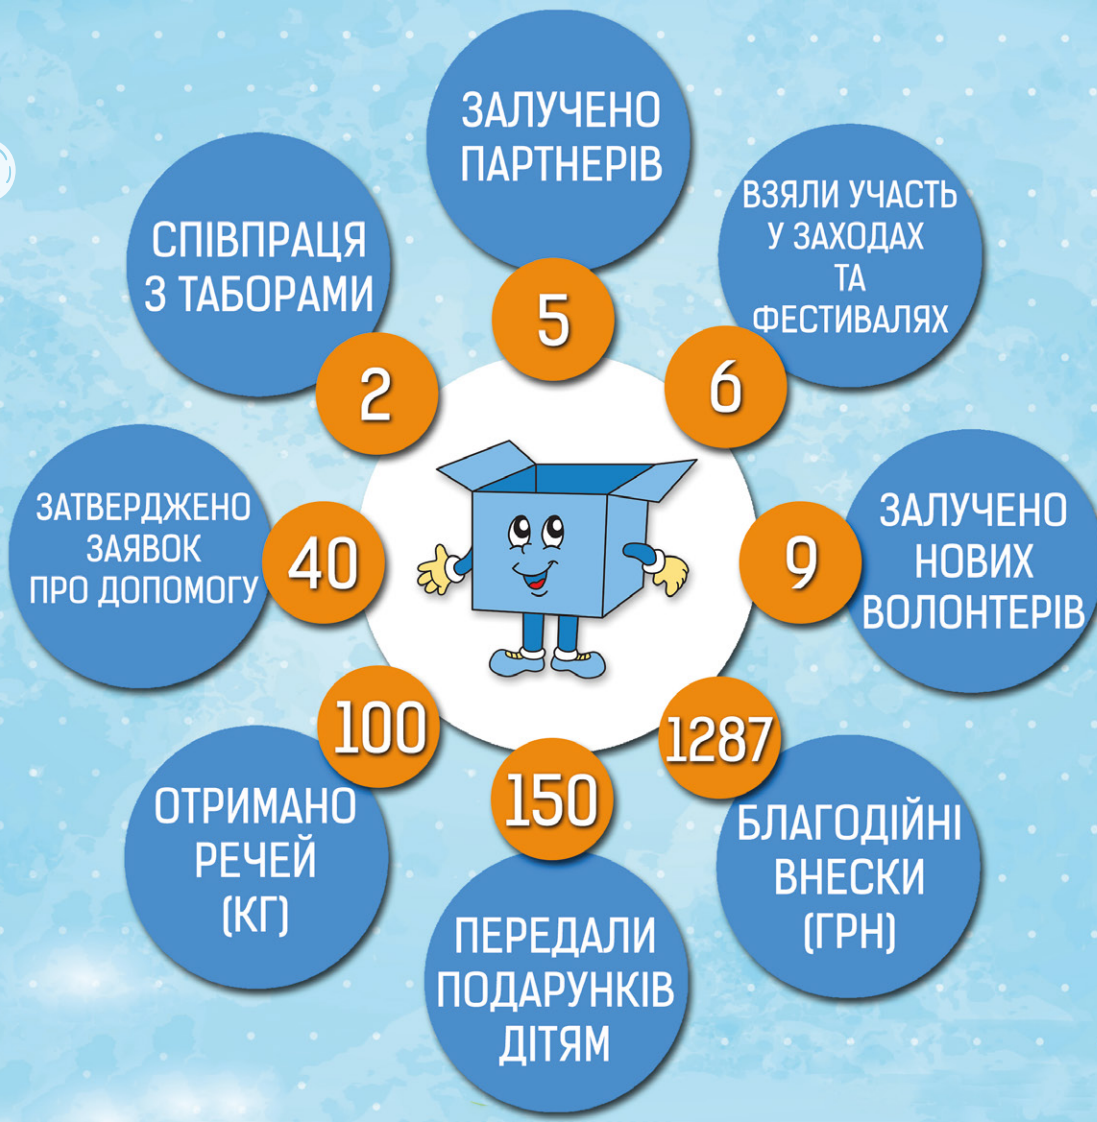 ЗАЛУЧЕНО
ПАРТНЕРІВ
5
ВЗЯЛИ УЧАСТЬ
У ЗАХОДАХ
ТА
ФЕСТИВАЛЯХ
6
ЗАЛУЧЕНО
НОВИХ
ВОЛОНТЕРІВ
9
БЛАГОДІЙНІ
ВНЕСКИ
(ГРН)
1287
ПЕРЕДАЛИ
ПОДАРУНКІВ
ДІТЯМ
150
ОТРИМАНО
РЕЧЕЙ
(КГ)
100
ЗАТВЕРДЖЕНО
ЗАЯВОК
ПРО ДОПОМОГУ
40
СПІВПРАЦЯ
З ТАБОРАМИ
2